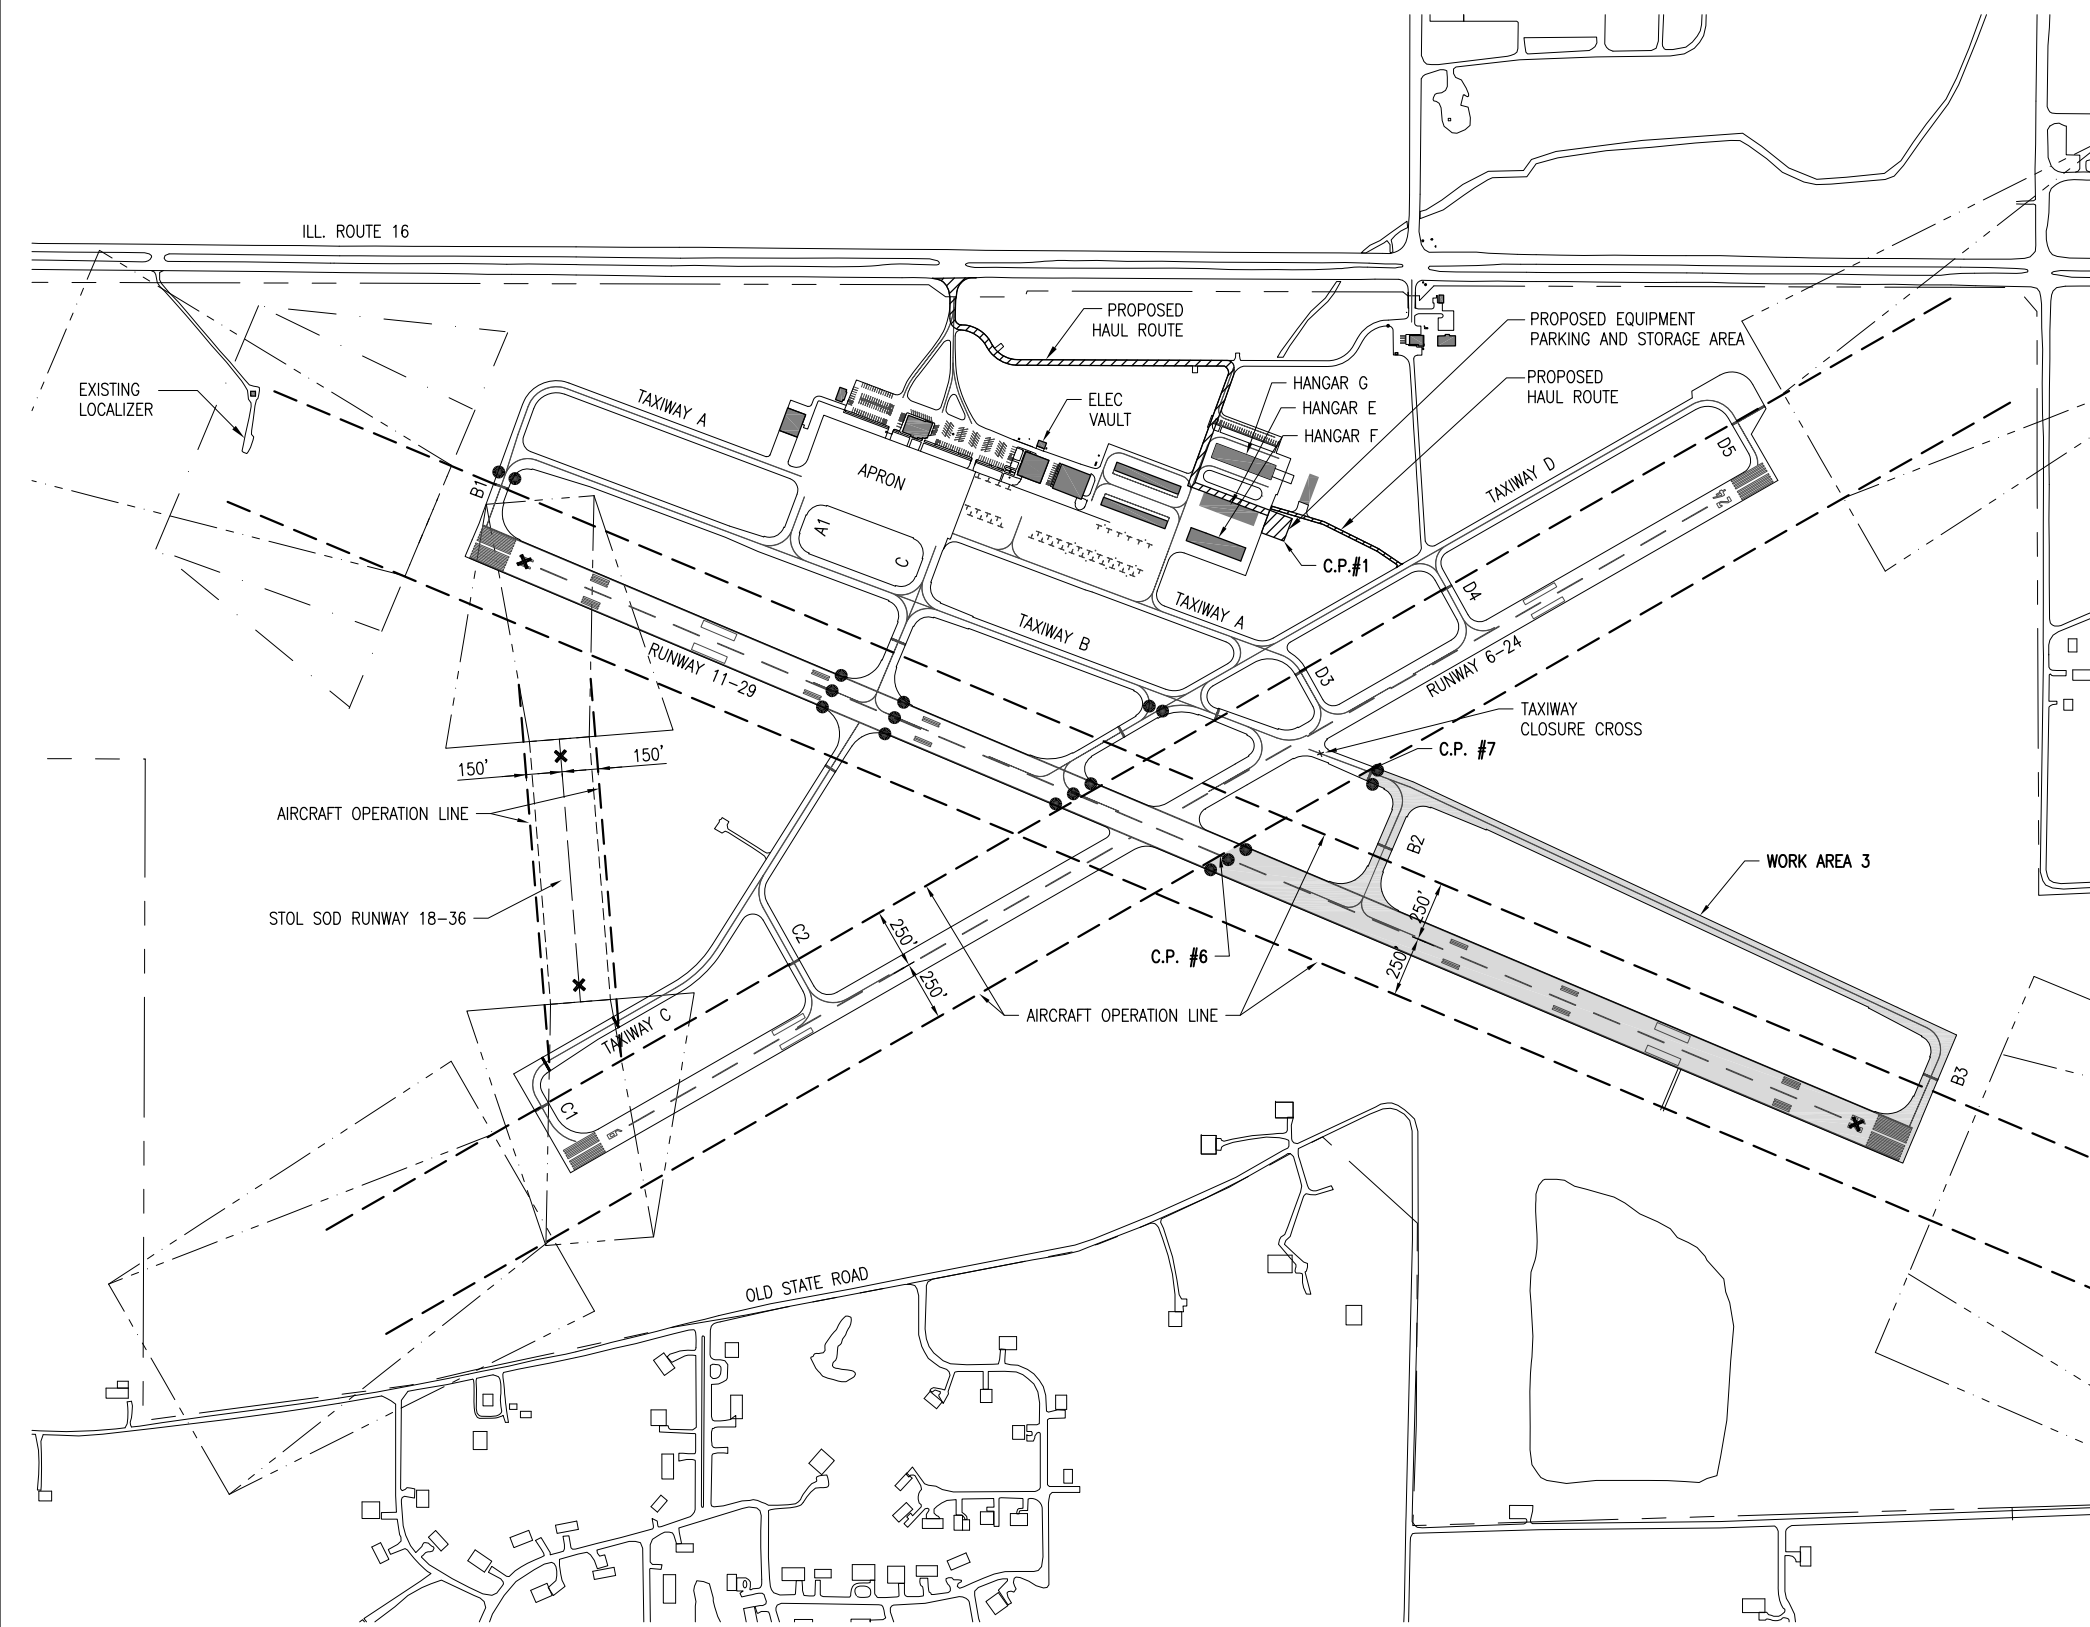 ILL. ROUTE 16
PROPOSED
HAUL ROUTE
PROPOSED EQUIPMENT
PARKING AND STORAGE AREA
EXISTING
LOCALIZER
TAXIWAY A
ELEC
VAULT
HANGAR G
HANGAR E
HANGAR F
PROPOSED
HAUL ROUTE
D5
TAXIWAY D
24
B1
APRON
A1
C
C.P.#1
D4
TAXIWAY A
TAXIWAY B
RUNWAY 11-29
D3
RUNWAY 6-24
TAXIWAY
CLOSURE CROSS
C.P. #7
150'
150'
AIRCRAFT OPERATION LINE
B2
WORK AREA 3
STOL SOD RUNWAY 18-36
C2
250'
250'
250'
250'
C.P. #6
AIRCRAFT OPERATION LINE
TAXIWAY C
C1
6
B3
OLD STATE ROAD